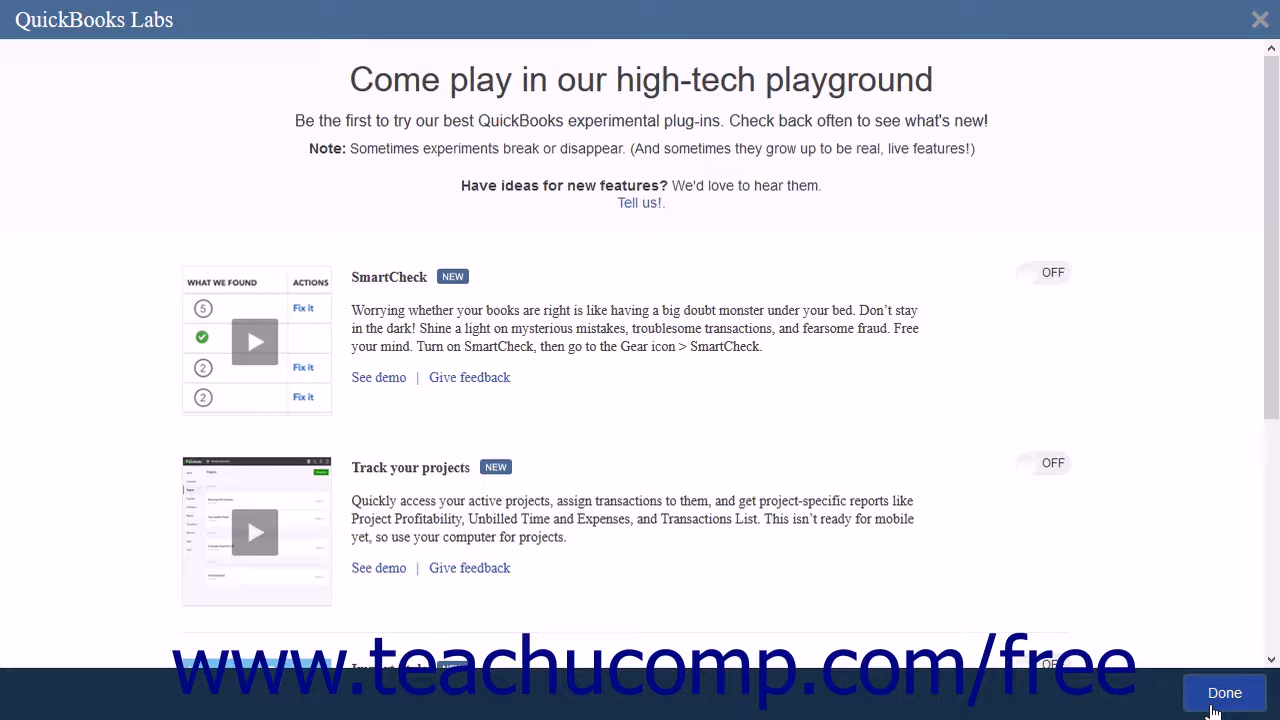 QuickBooks Labs
Come play in our high-tech playground
Be the first to try our best QuickBooks experimental plug-ins. Check back often to see what's new!
Note: Sometimes experiments break or disappear. (And sometimes they grow up to be real, live features!)
Have ideas for new features? We'd love to hear them.
Tell us!.
WHAT WE FOUND ACTIONS
5 Fix it
2 Fix it
2 Fix it
SmartCheck NEW
OFF
Worrying whether your books are right is like having a big doubt monster under your bed. Don’t stay
in the dark! Shine a light on mysterious mistakes, troublesome transactions, and fearsome fraud. Free
your mind. Turn on SmartCheck, then go to the Gear icon > SmartCheck.
See demo | Give feedback
Track your projects NEW
OFF
Quickly access your active projects, assign transactions to them, and get project-specific reports like
Project Profitability, Unbilled Time and Expenses, and Transactions List. This isn’t ready for mobile
yet, so use your computer for projects.
See demo | Give feedback
OFF
www.teachucomp.com/free
Done